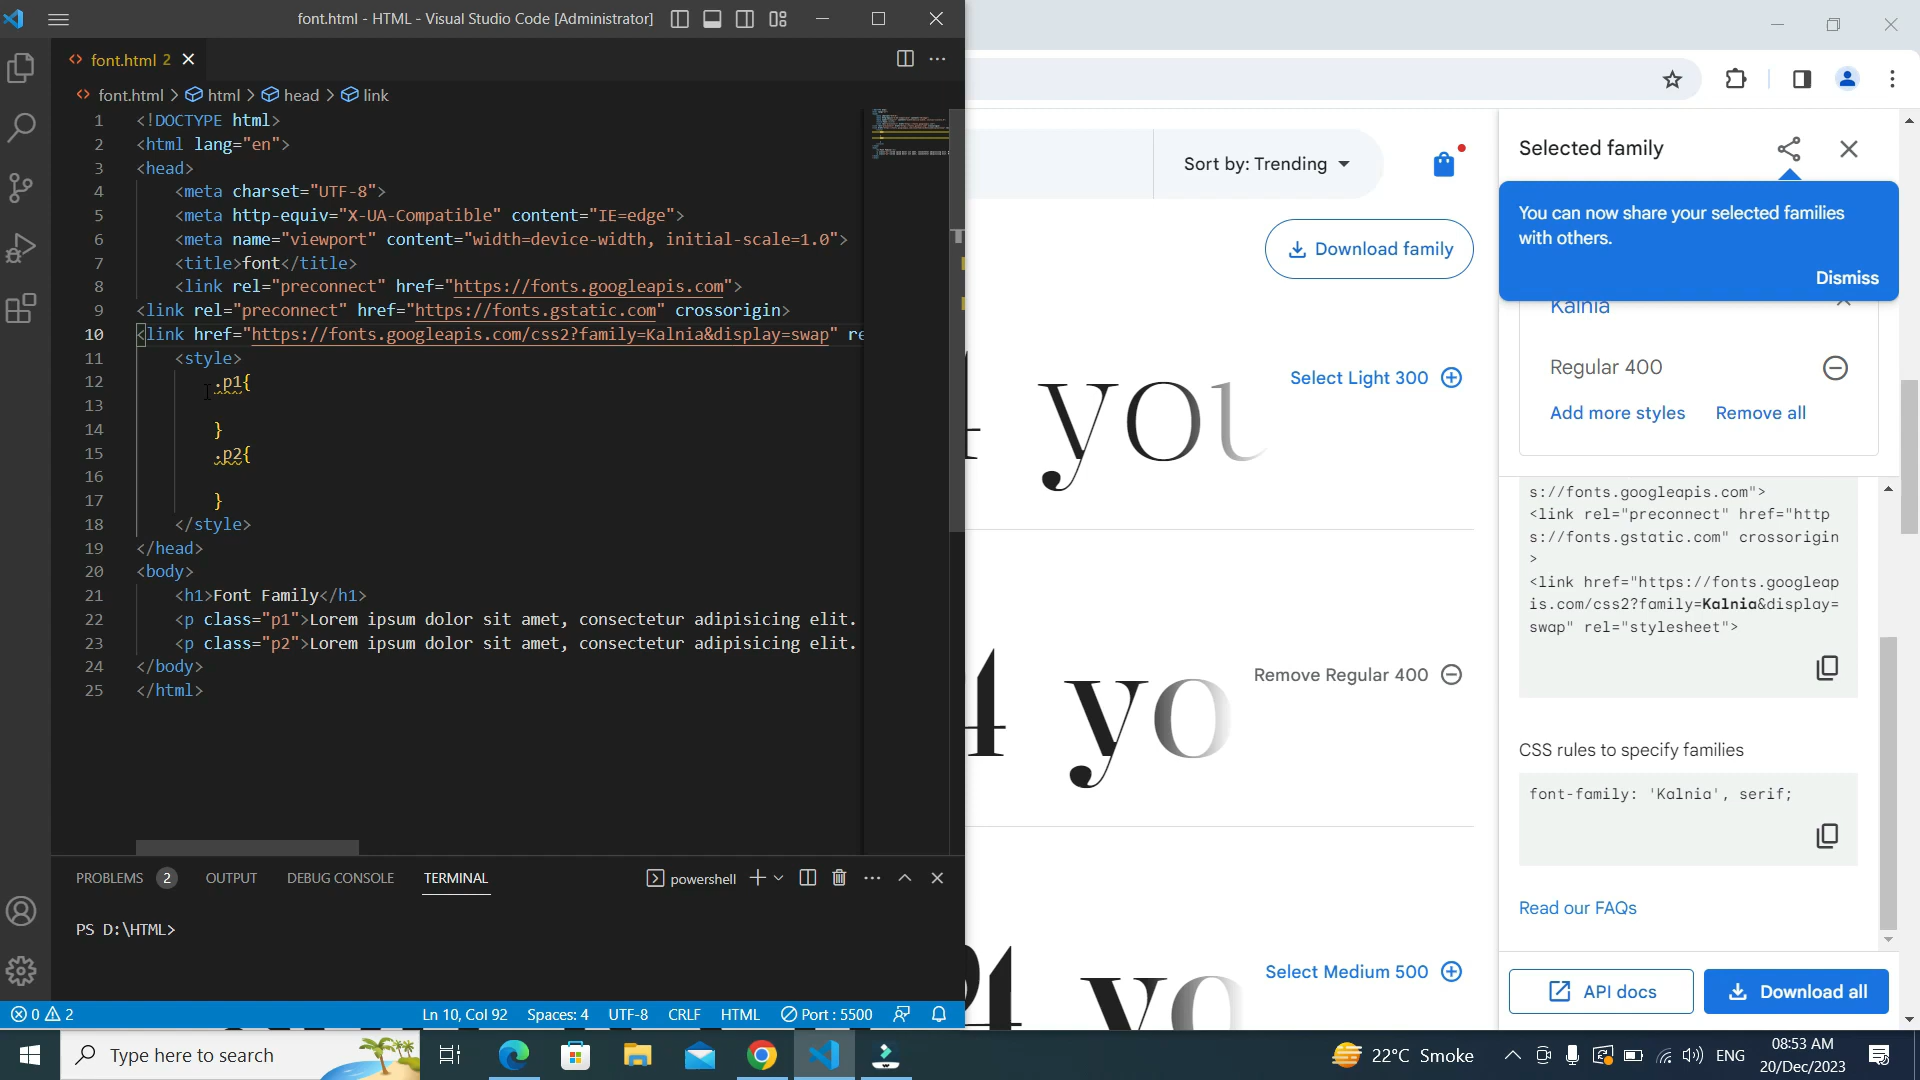 font.html - HTML - Visual Studio Code [Administrator]
font.html 2
font.html > html > head > link
1 <!DOCTYPE html>
2 <html lang="en">
3 <head>
4 <meta charset="UTF-8">
5 <meta http-equiv="X-UA-Compatible" content="IE=edge">
6 <meta name="viewport" content="width=device-width, initial-scale=1.0">
7 <title>font</title>
8 <link rel="preconnect" href="https://fonts.googleapis.com">
9 <link rel="preconnect" href="https://fonts.gstatic.com" crossorigin>
10 <link href="https://fonts.googleapis.com/css2?family=Kalnia&display=swap" re
11 <style>
12 .p1{
13
14 }
15 .p2{
16
17 }
18 </style>
19 </head>
20 <body>
21 <h1>Font Family</h1>
22 <p class="p1">Lorem ipsum dolor sit amet, consectetur adipisicing elit.
23 <p class="p2">Lorem ipsum dolor sit amet, consectetur adipisicing elit.
24 </body>
25 </html>
PROBLEMS 2 OUTPUT DEBUG CONSOLE TERMINAL
powershell
PS D:\HTML>
0 2
Ln 10, Col 92 Spaces: 4 UTF-8 CRLF HTML Port : 5500
Sort by: Trending
Download family
Select Light 300
4 you
Remove Regular 400
4 yo
Select Medium 500
Selected family
You can now share your selected families
with others.
Dismiss
Kalnia
Regular 400
Add more styles Remove all
s://fonts.googleapis.com">
<link rel="preconnect" href="http
s://fonts.gstatic.com" crossorigin
>
<link href="https://fonts.googleap
is.com/css2?family=Kalnia&display=
swap" rel="stylesheet">
CSS rules to specify families
font-family: 'Kalnia', serif;
Read our FAQs
API docs
Download all
Type here to search
22°C Smoke
ENG
08:53 AM
20/Dec/2023